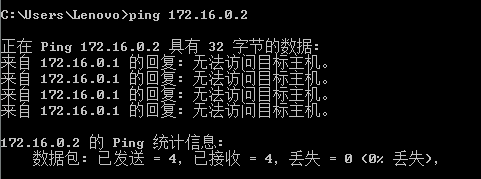 C:\Users\Lenovo>ping 172.16.0.2
正在 Ping 172.16.0.2 具有 32 字节的数据:
来自 172.16.0.1 的回复: 无法访问目标主机。
来自 172.16.0.1 的回复: 无法访问目标主机。
来自 172.16.0.1 的回复: 无法访问目标主机。
来自 172.16.0.1 的回复: 无法访问目标主机。
172.16.0.2 的 Ping 统计信息:
数据包: 已发送 = 4, 已接收 = 4, 丢失 = 0 (0% 丢失),